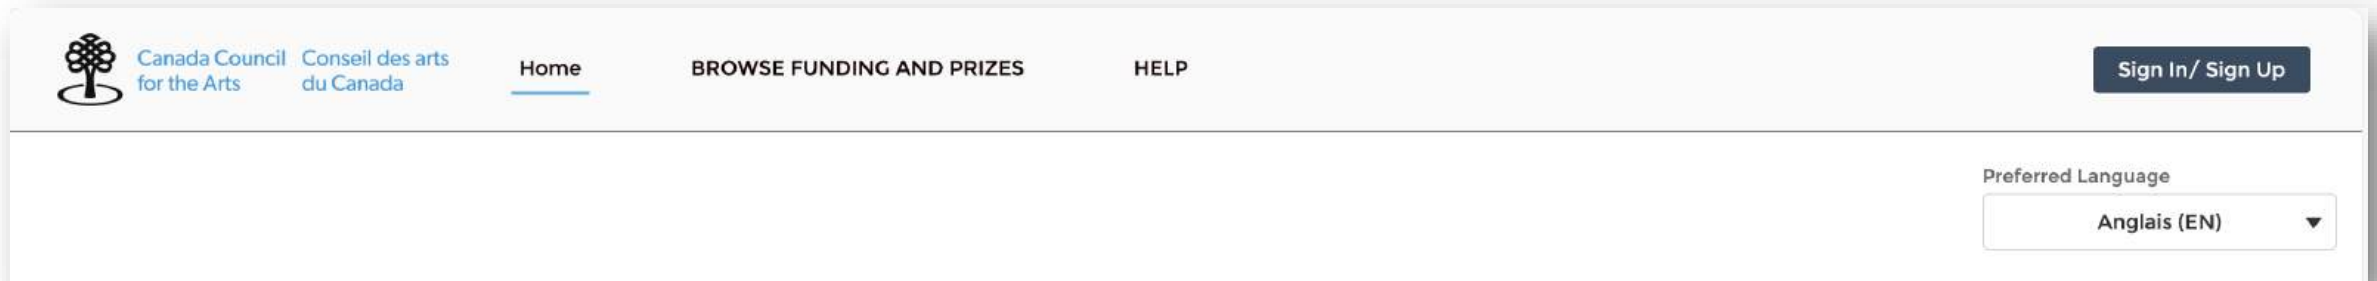 Canada Council
for the Arts
Conseil des arts
du Canada
Home
BROWSE FUNDING AND PRIZES
HELP
Sign In/ Sign Up
Preferred Language
Anglais (EN)